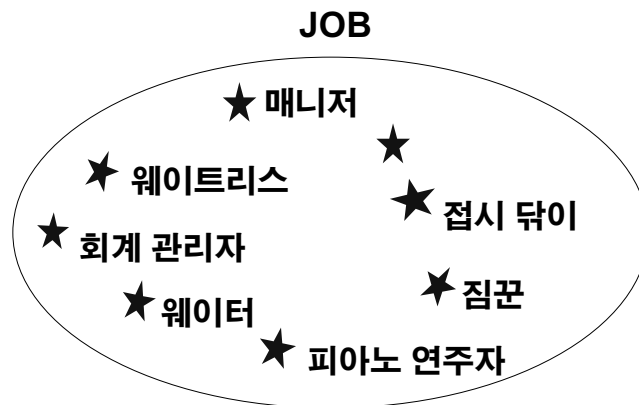 JOB
매니저
웨이트리스
접시 닦이
회계 관리자
짐꾼
웨이터
피아노 연주자